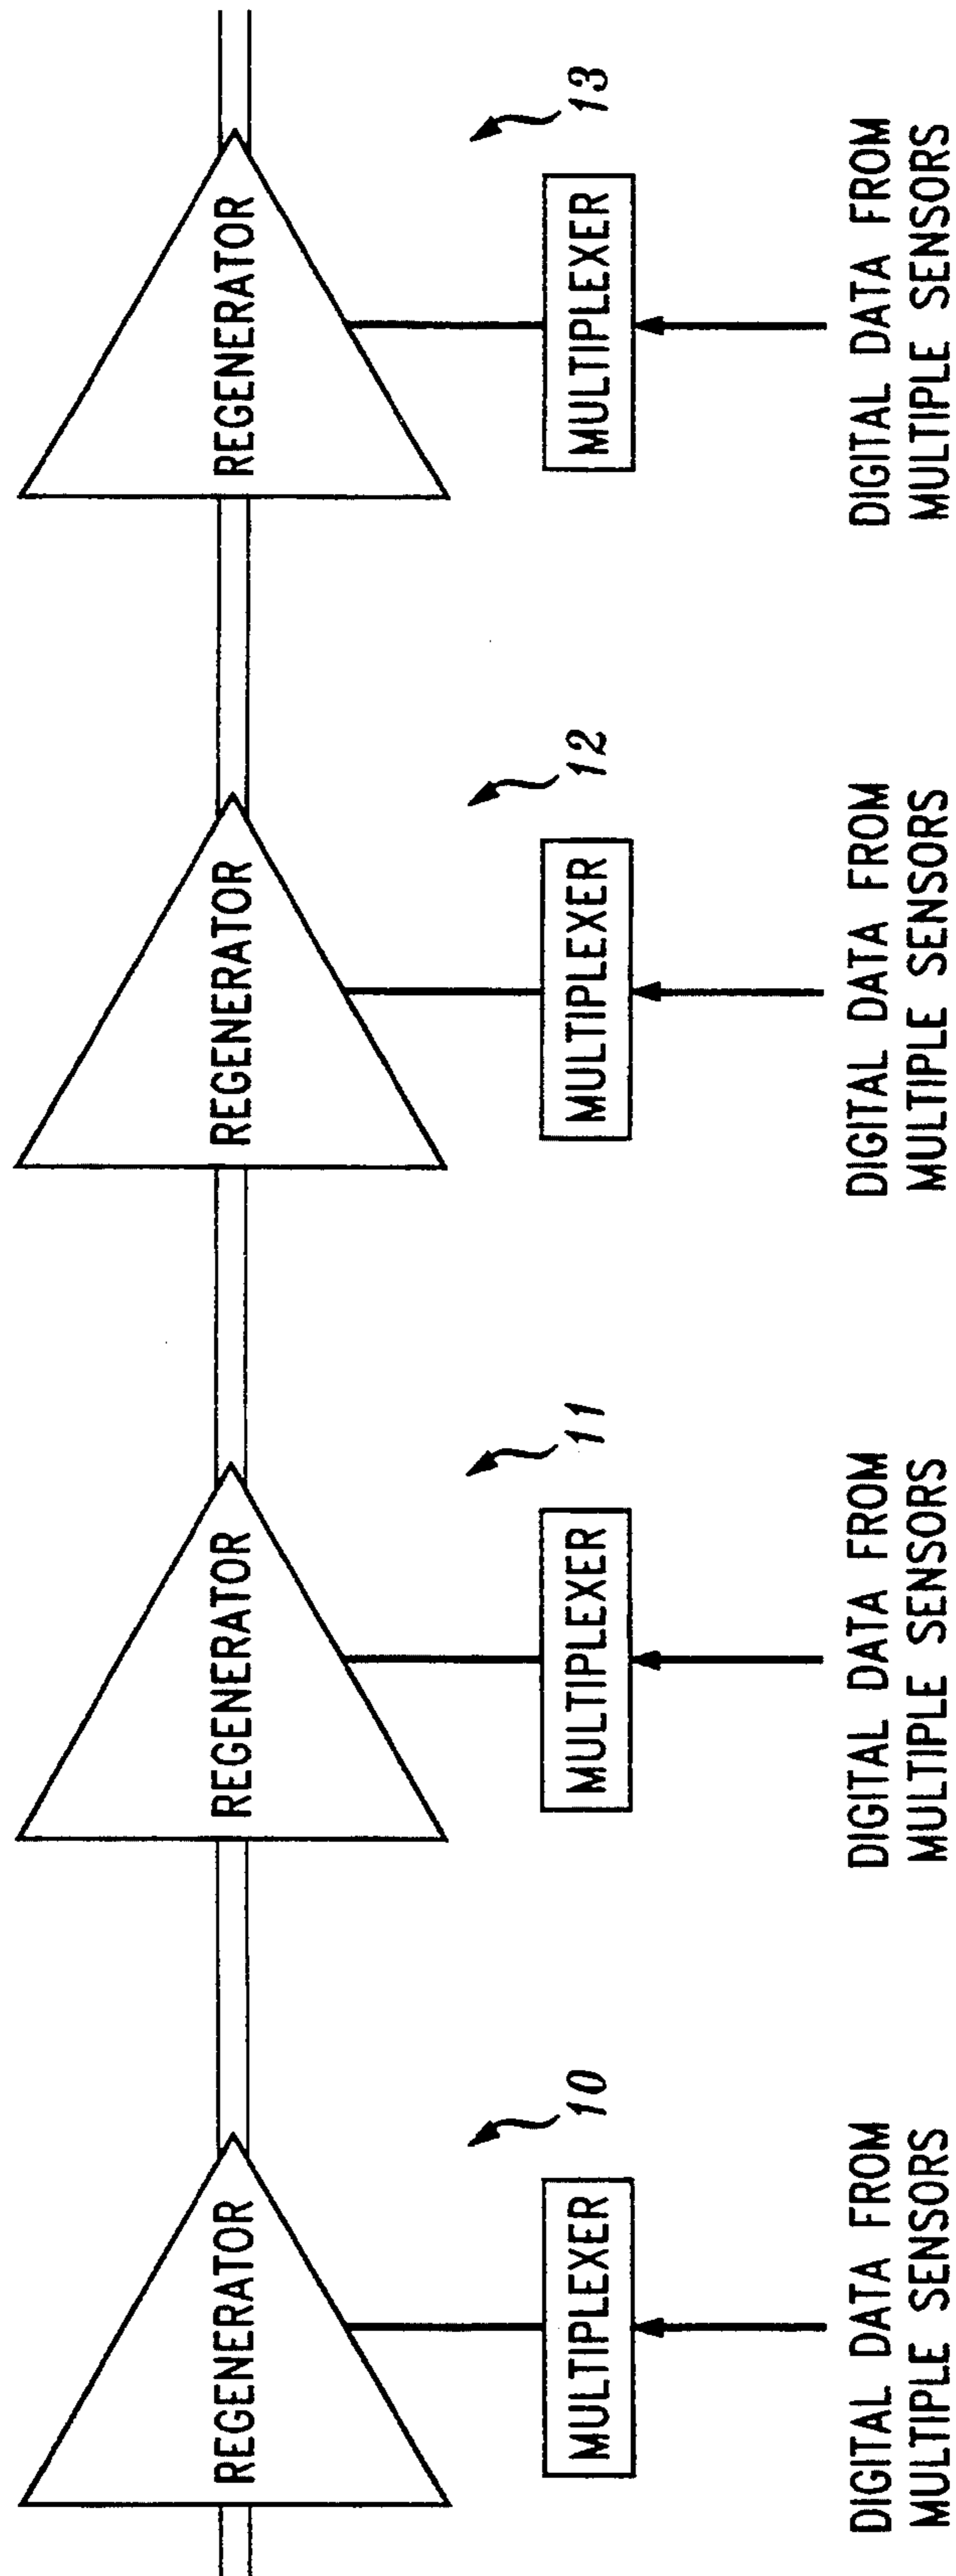 REGENERATOR
REGENERATOR
REGENERATOR
REGENERATOR
10
11
12
13
MULTIPLEXER
MULTIPLEXER
MULTIPLEXER
MULTIPLEXER
DIGITAL DATA FROM
MULTIPLE SENSORS
DIGITAL DATA FROM
MULTIPLE SENSORS
DIGITAL DATA FROM
MULTIPLE SENSORS
DIGITAL DATA FROM
MULTIPLE SENSORS